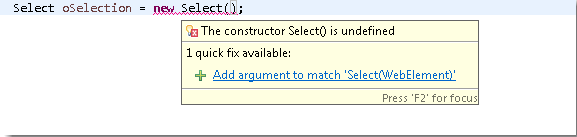 Select oSelection = new Select();
The constructor Select() is undefined
1 quick fix available:
Add argument to match 'Select(WebElement)'
Press 'F2' for focus